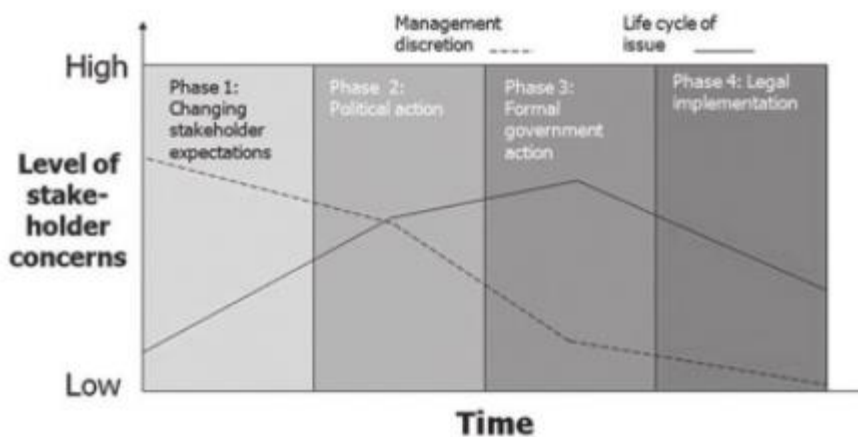 Management
discretion
Life cycle of
issue
High
Phase 1:
Changing
stakeholder
expectations
Phase 2:
Political action
Phase 3:
Formal
government
action
Phase 4: Legal
implementation
Level of
stake-
holder
concerns
Low
Time